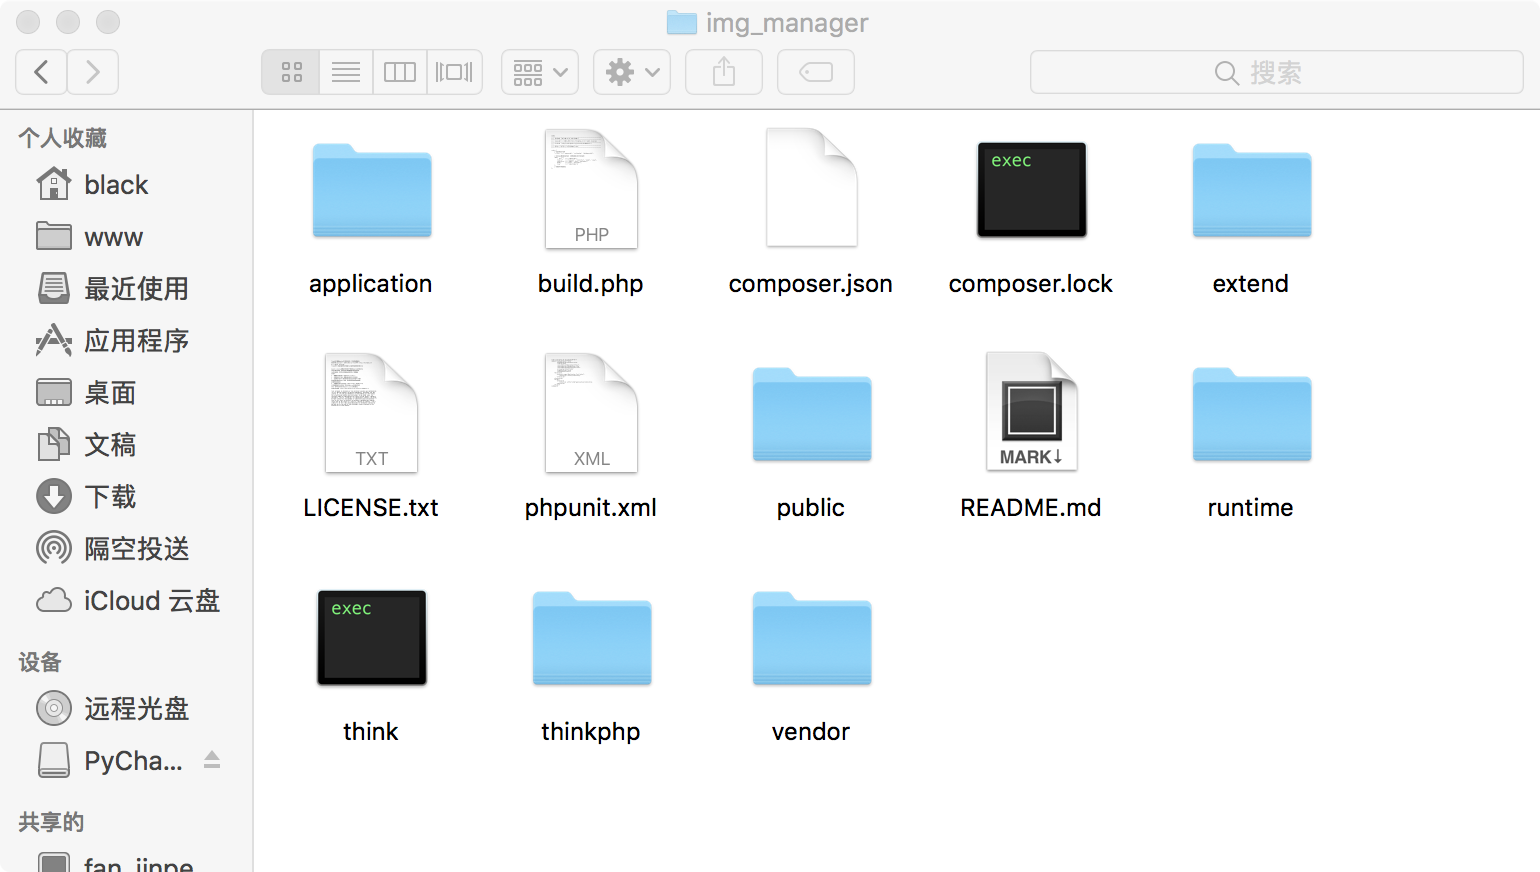 img_manager
搜索
个人收藏
black
www
最近使用
应用程序
桌面
文稿
下载
隔空投送
iCloud 云盘
设备
远程光盘
PyCha...
共享的
exec
PHP
application
build.php
composer.json
composer.lock
extend
TXT
XML
MARK↓
LICENSE.txt
phpunit.xml
public
README.md
runtime
exec
think
thinkphp
vendor